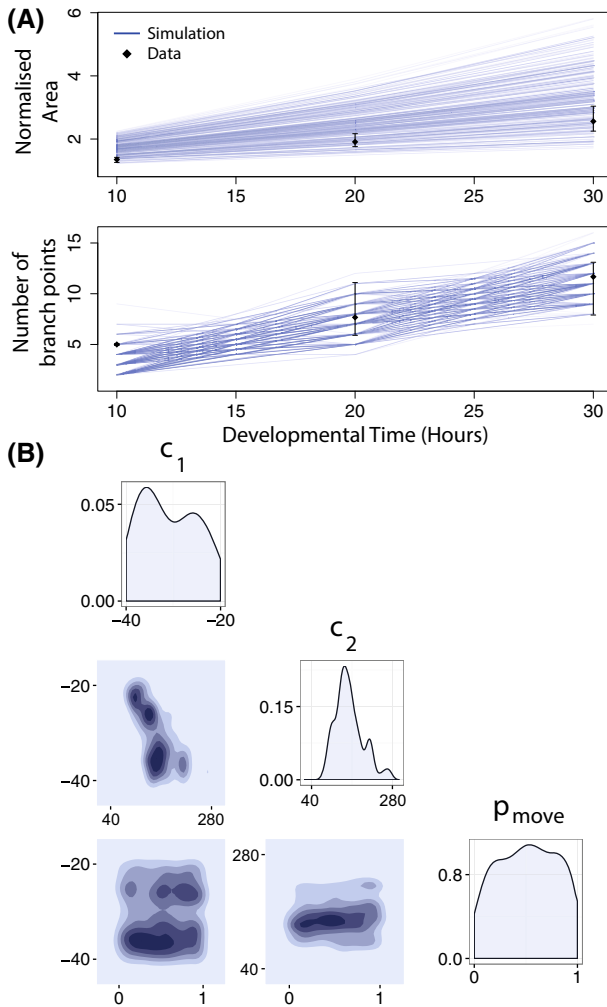 (A)
Normalised Area
6
4
2
Simulation
Data
10 15 20 25 30
Number of branch points
15
10
5
10 15 20 25 30
Developmental Time (Hours)
(B)
c1
0.05
0.00
−40 −20
c2
−20
−40
40 280
0.15
0.00
40 280
pmove
−20
−40
0 1
280
40
0 1
0.8
0.0
0 1